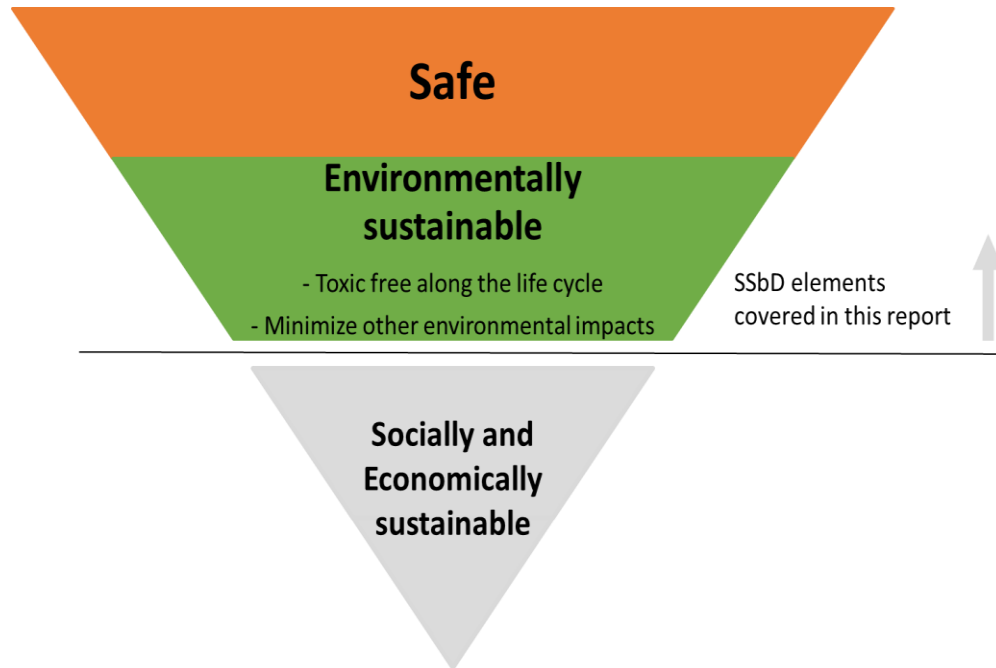 Safe
Environmentally
sustainable
- Toxic free along the life cycle
- Minimize other environmental impacts
SSbD elements
covered in this report
Socially and
Economically
sustainable